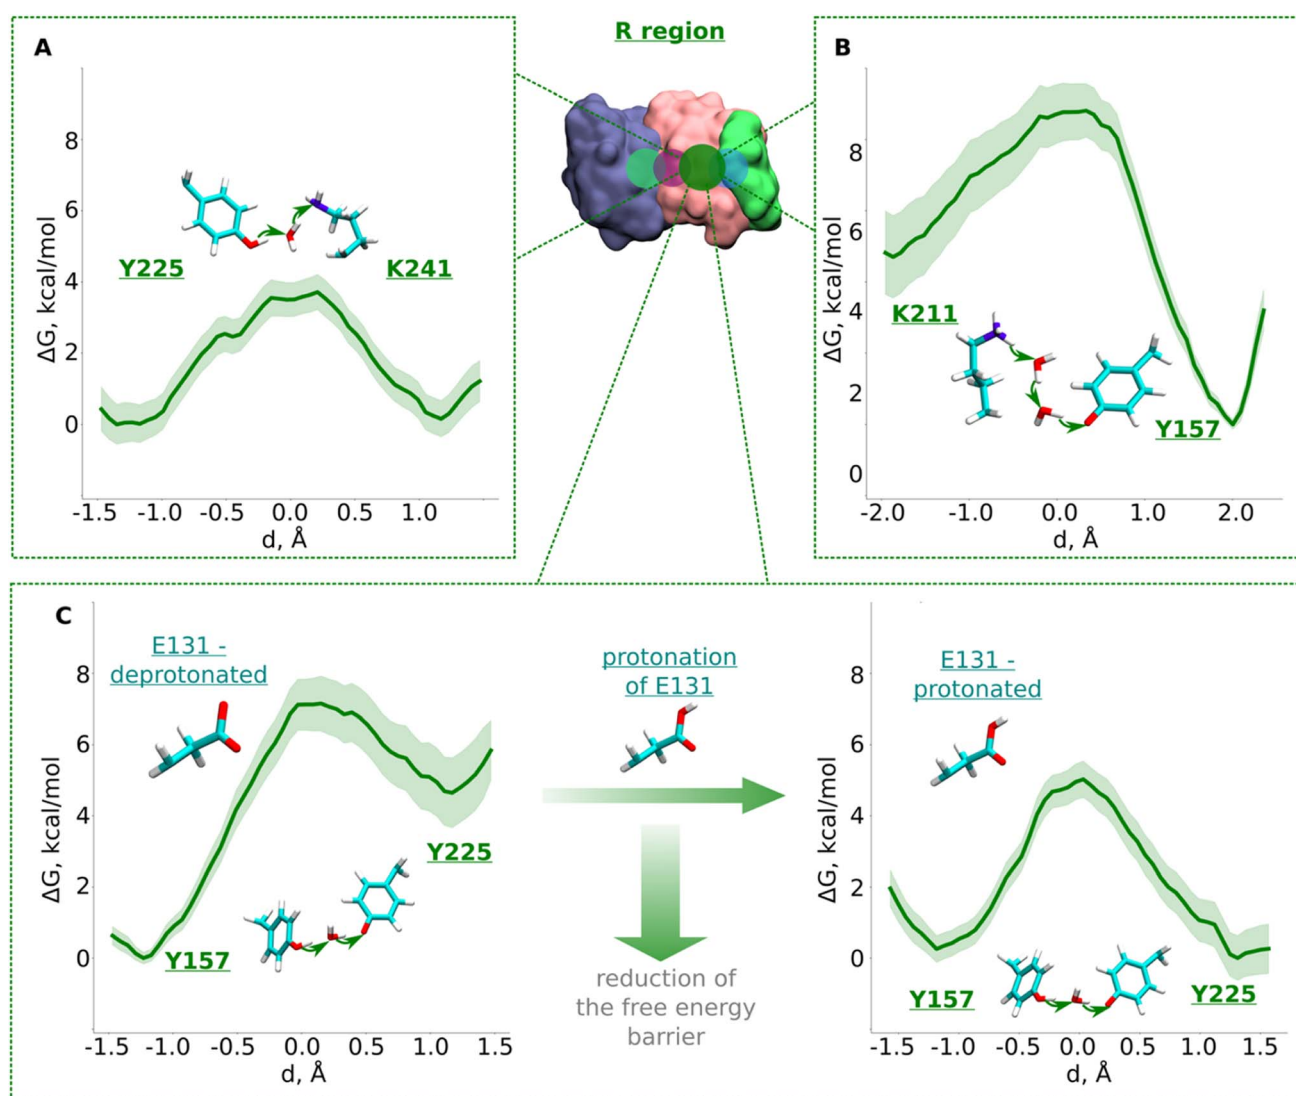 R region
A
8
6
4
2
0
ΔG, kcal/mol
Y225
K241
-1.5 -1.0 -0.5 0.0 0.5 1.0
d, Å
B
8
6
4
2
0
ΔG, kcal/mol
K211
Y157
-2.0 -1.0 0.0 1.0 2.0
d, Å
C
8
6
4
2
0
ΔG, kcal/mol
E131 -
deprotonated
Y157
Y225
-1.5 -1.0 -0.5 0.0 0.5 1.0 1.5
d, Å
protonation
of E131
reduction of
the free energy
barrier
8
6
4
2
0
ΔG, kcal/mol
E131 -
protonated
Y157
Y225
-1.5 -1.0 -0.5 0.0 0.5 1.0 1.5
d, Å